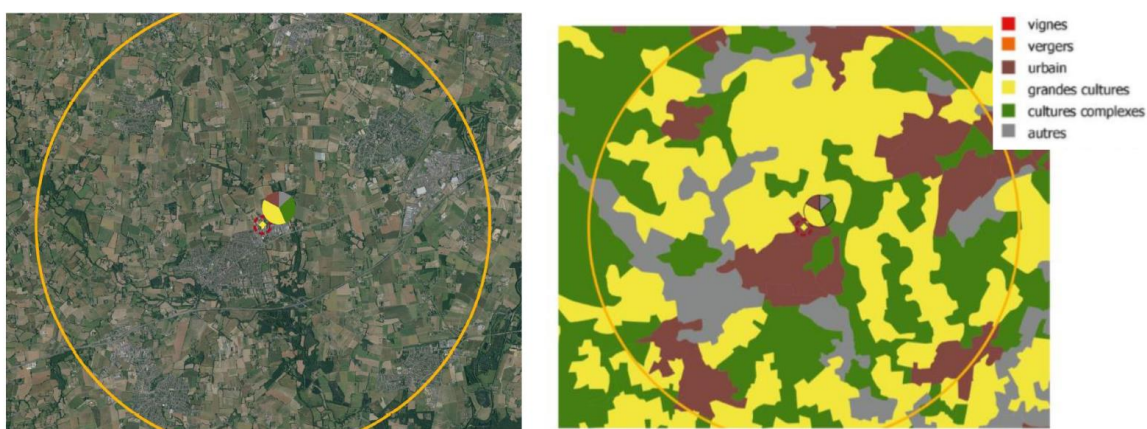 vignes
vergers
urbain
grandes cultures
cultures complexes
autres